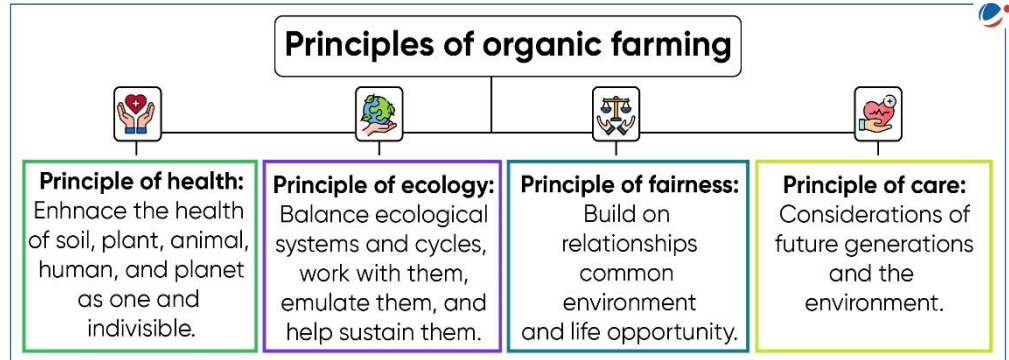 Principles of organic farming
Principle of health:
Enhnace the health
of soil, plant, animal,
human, and planet
as one and
indivisible.
Principle of ecology:
Balance ecological
systems and cycles,
work with them,
emulate them, and
help sustain them.
Principle of fairness:
Build on
relationships
common
environment
and life opportunity.
Principle of care:
Considerations of
future generations
and the
environment.